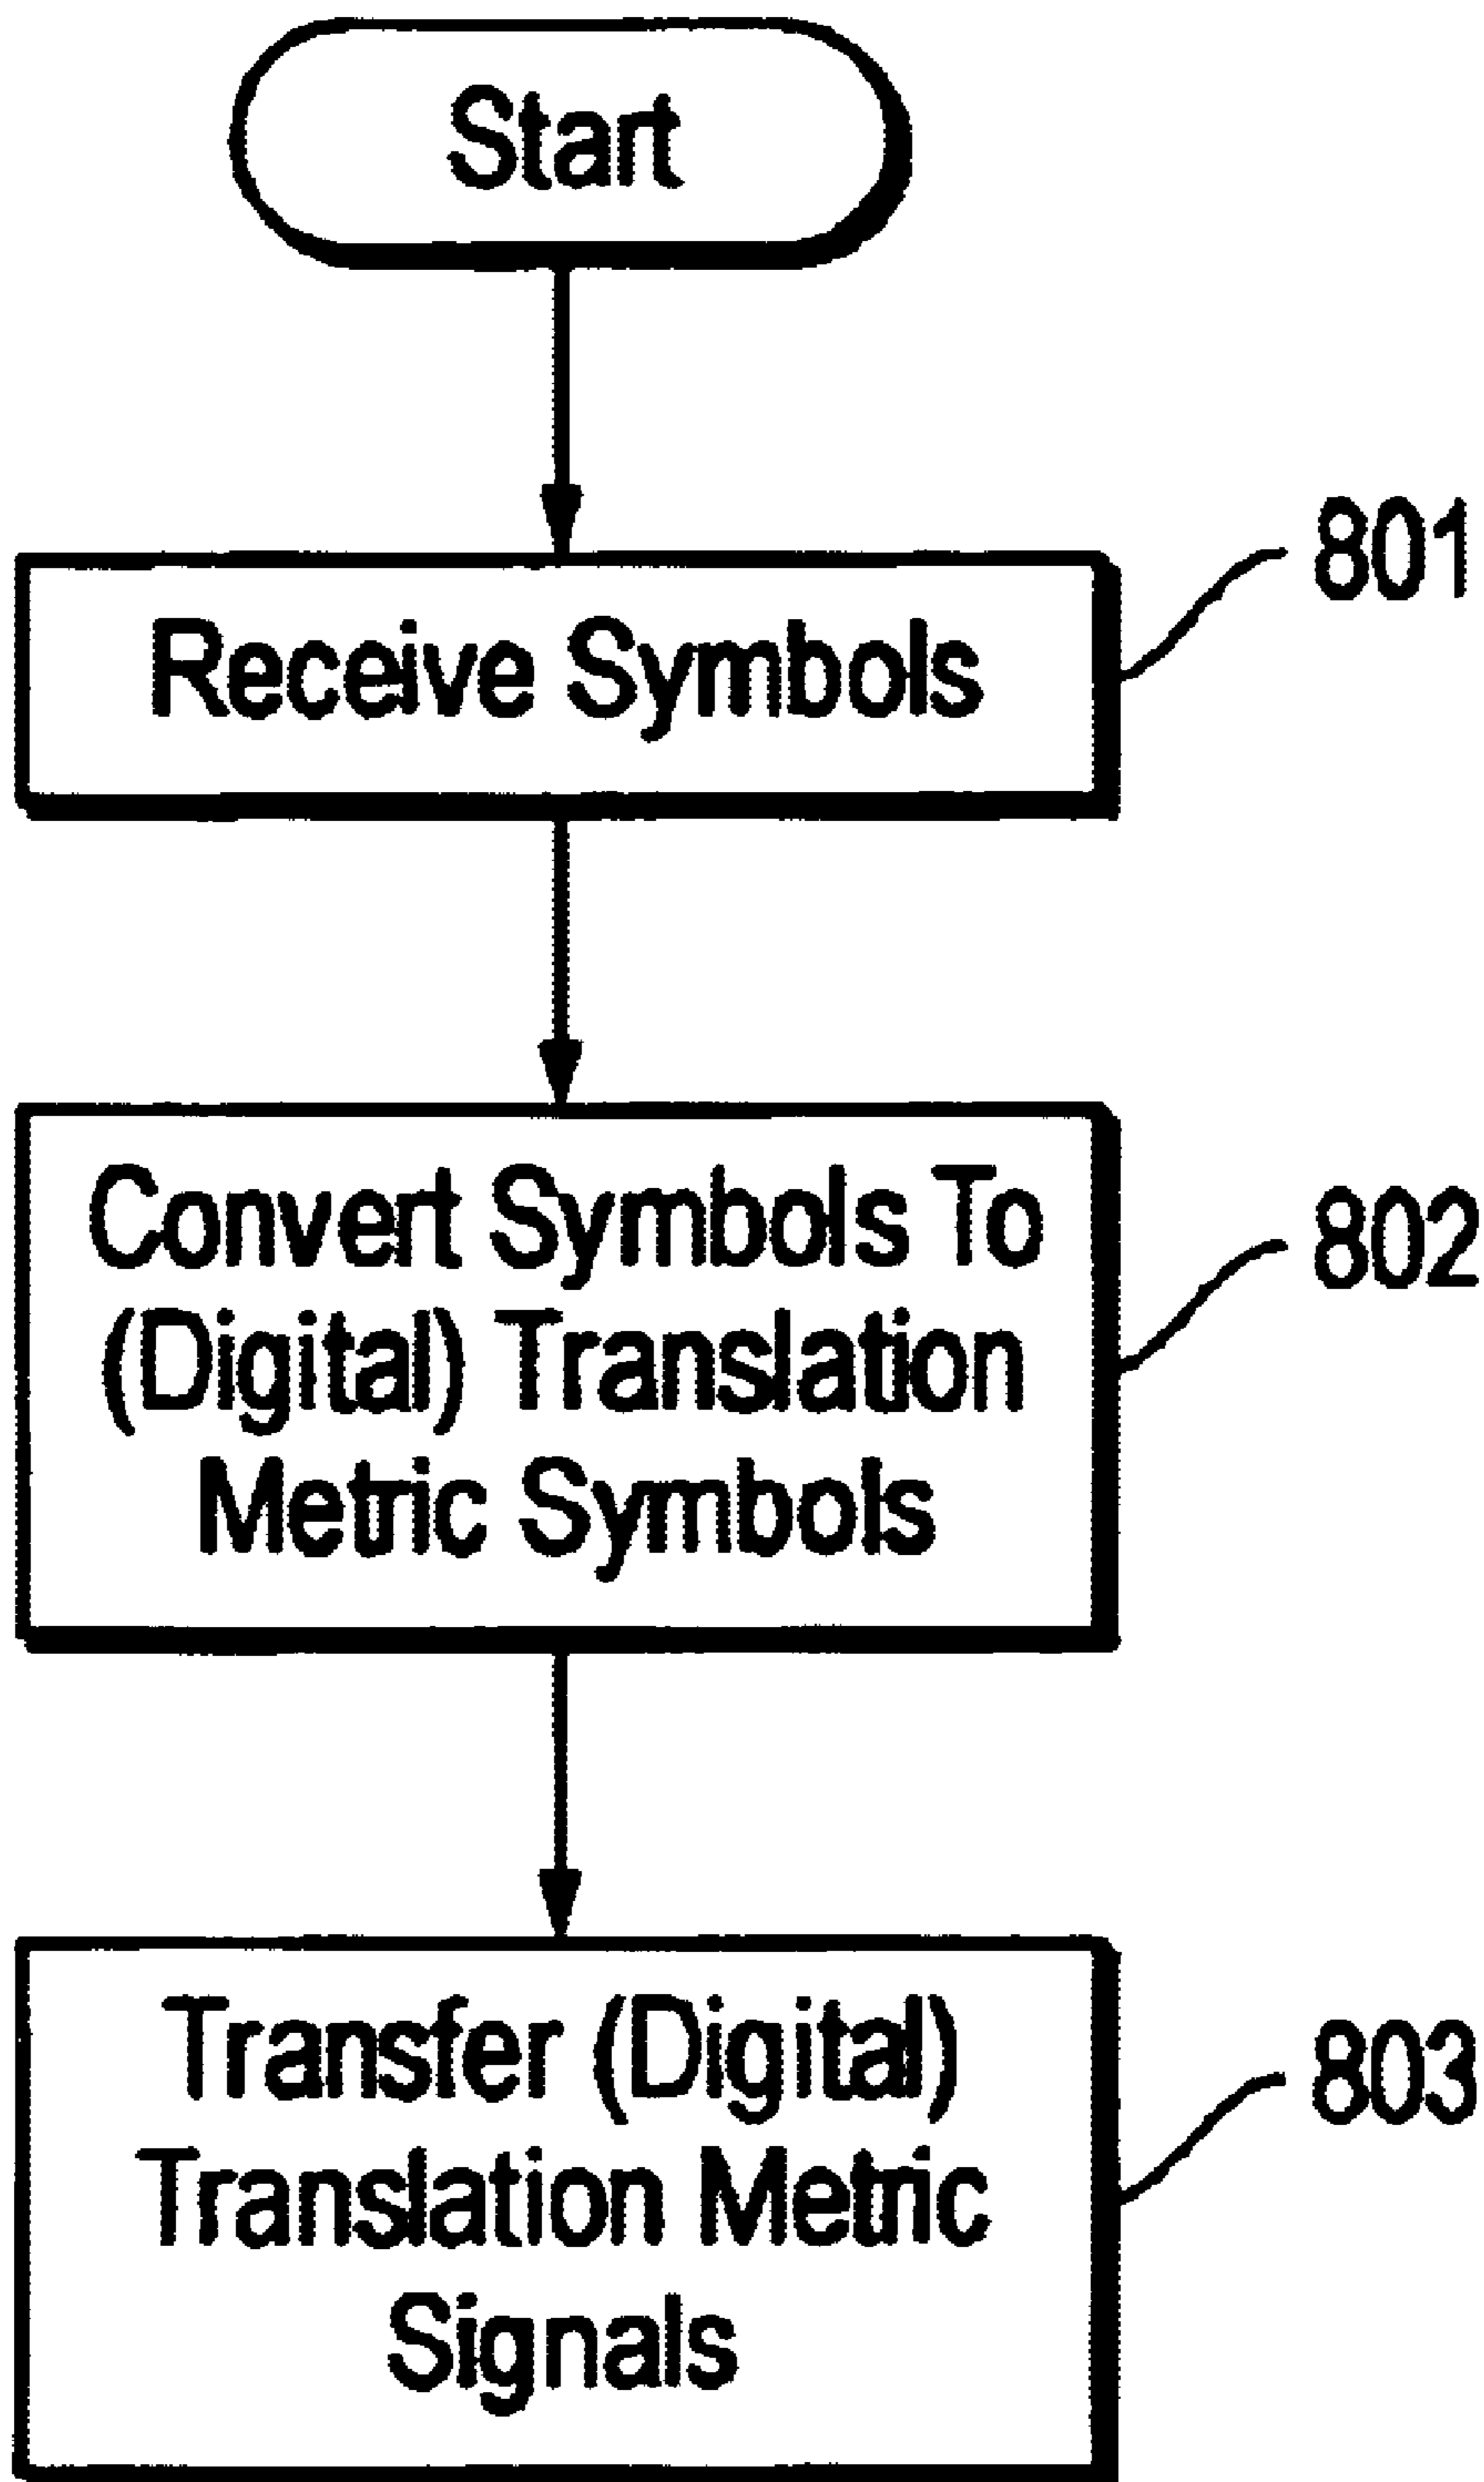 Start
801
Receive Symbols
802
Convert Symbols To
(Digital) Translation
Metric Symbols
803
Transfer (Digital)
Translation Metric
Signals